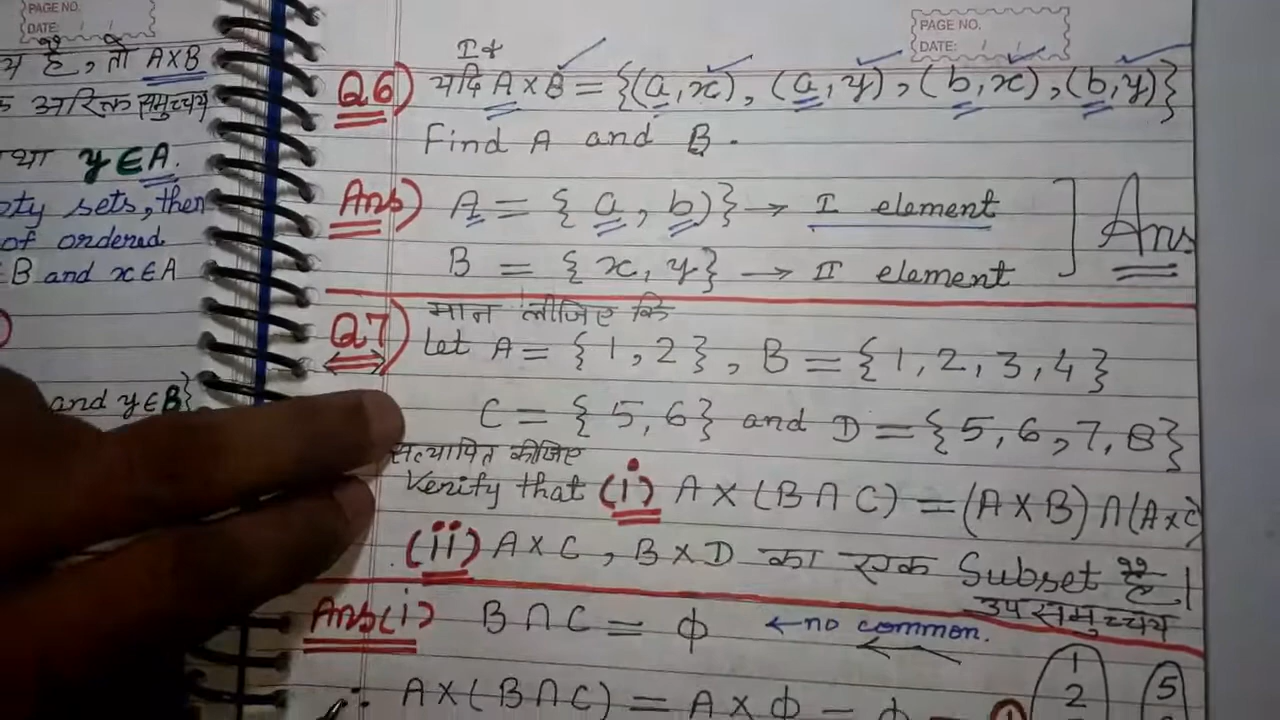 PAGE NO.
DATE:
य है, तो A×B
अरिक्त समुच्चय
था y∈A.
sets, then
of ordered
B and x∈A
and y∈B}
PAGE NO.
DATE:
If
Q6) यदि A×B = {(a,x), (a,y), (b,x), (b,y)}
Find A and B.
Ans) A = {a, b)} → I element
B = {x, y} → II element
Ans
मान लीजिए कि
Q7) Let A = {1,2}, B = {1,2,3,4}
C = {5,6} and D = {5,6,7,8}
सत्यापित कीजिए
Verify that (i) A×(B∩C) = (A×B)∩(A×C)
(ii) A×C, B×D का एक Subset है।
उपसमुच्चय
Ans(i) B∩C = ϕ ← no common.
∴ A×(B∩C) = A×ϕ = ϕ
1
2
5